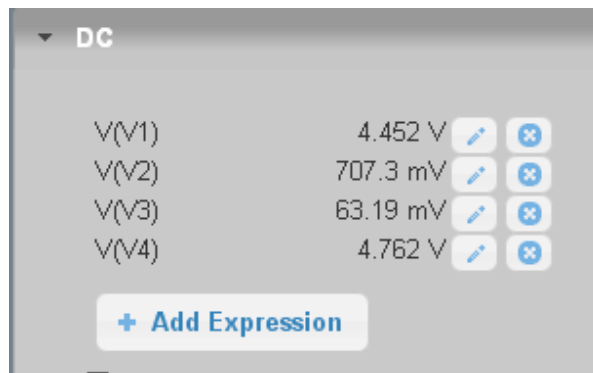 DC
V(V1) 4.452 V
V(V2) 707.3 mV
V(V3) 63.19 mV
V(V4) 4.762 V
+ Add Expression